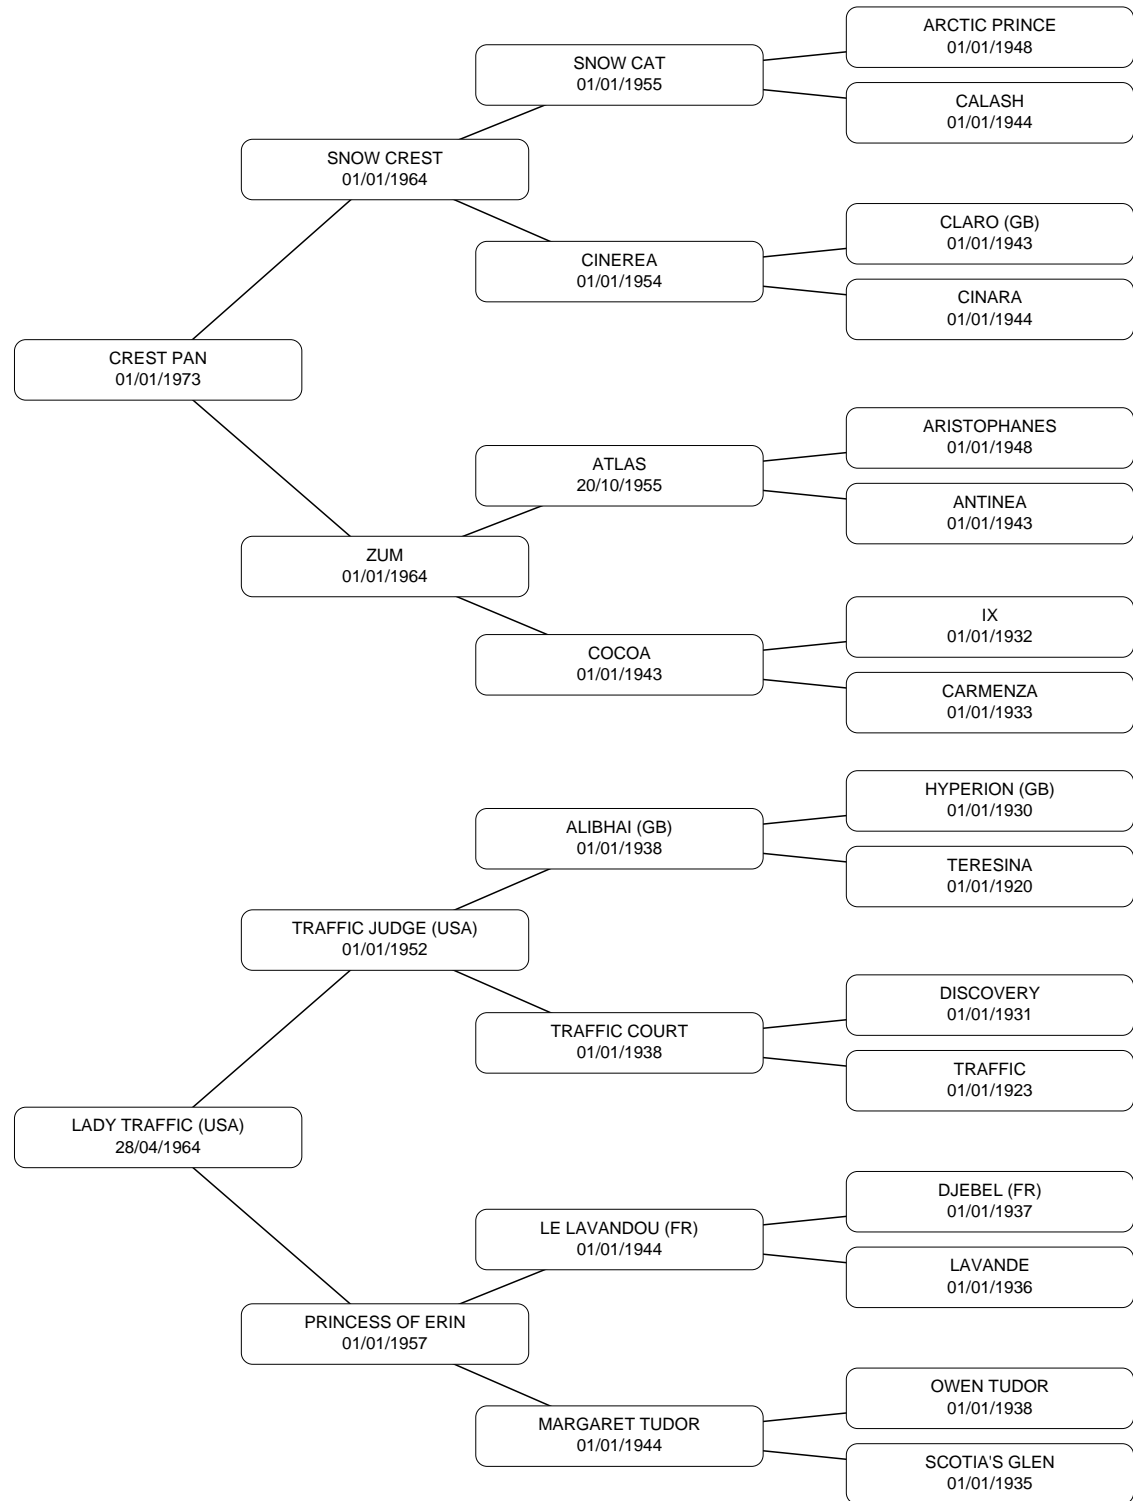 ARCTIC PRINCE
01/01/1948
SNOW CAT
01/01/1955
CALASH
01/01/1944
SNOW CREST
01/01/1964
CLARO (GB)
01/01/1943
CINEREA
01/01/1954
CINARA
01/01/1944
CREST PAN
01/01/1973
ARISTOPHANES
01/01/1948
ATLAS
20/10/1955
ANTINEA
01/01/1943
ZUM
01/01/1964
IX
01/01/1932
COCOA
01/01/1943
CARMENZA
01/01/1933
HYPERION (GB)
01/01/1930
ALIBHAI (GB)
01/01/1938
TERESINA
01/01/1920
TRAFFIC JUDGE (USA)
01/01/1952
DISCOVERY
01/01/1931
TRAFFIC COURT
01/01/1938
TRAFFIC
01/01/1923
LADY TRAFFIC (USA)
28/04/1964
DJEBEL (FR)
01/01/1937
LE LAVANDOU (FR)
01/01/1944
LAVANDE
01/01/1936
PRINCESS OF ERIN
01/01/1957
OWEN TUDOR
01/01/1938
MARGARET TUDOR
01/01/1944
SCOTIA'S GLEN
01/01/1935